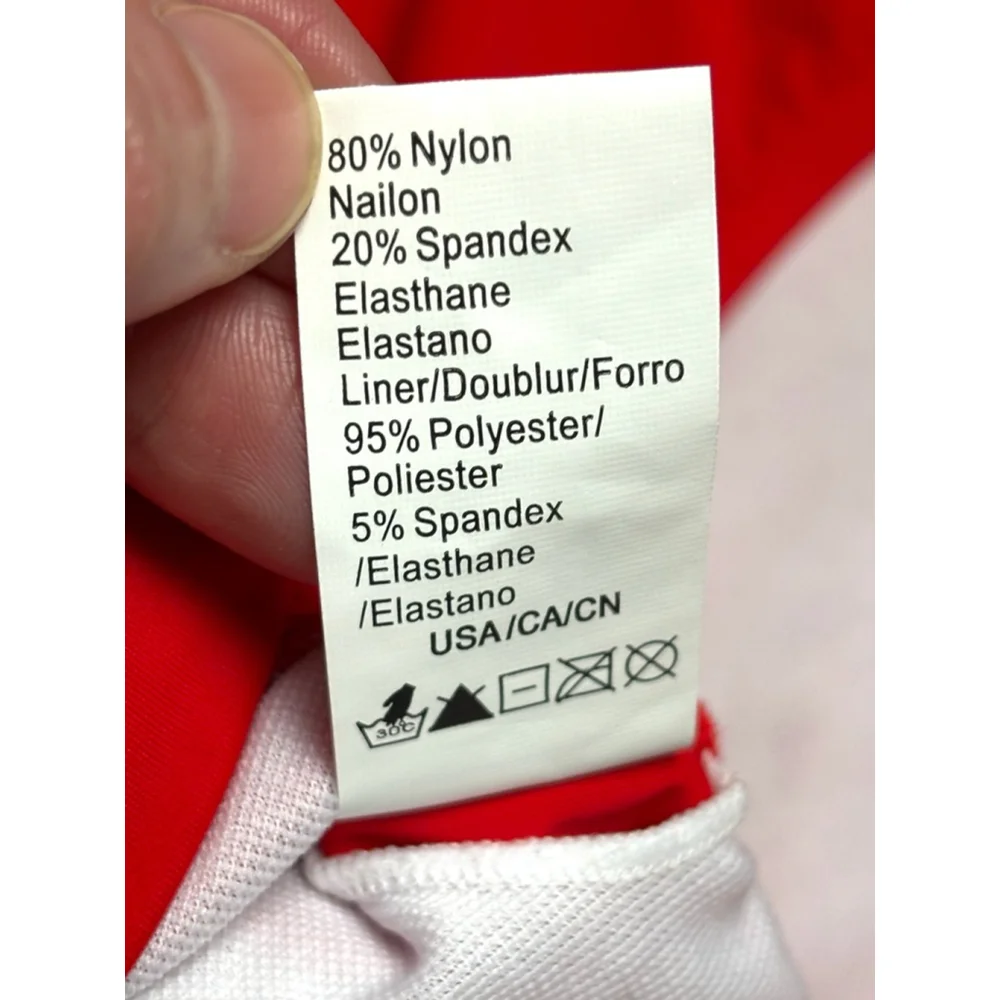 80% Nylon
Nailon
20% Spandex
Elasthane
Elastano
Liner/Doublur/Forro
95% Polyester/
Poliester
5% Spandex
/Elasthane
/Elastano
USA/CA/CN
30C